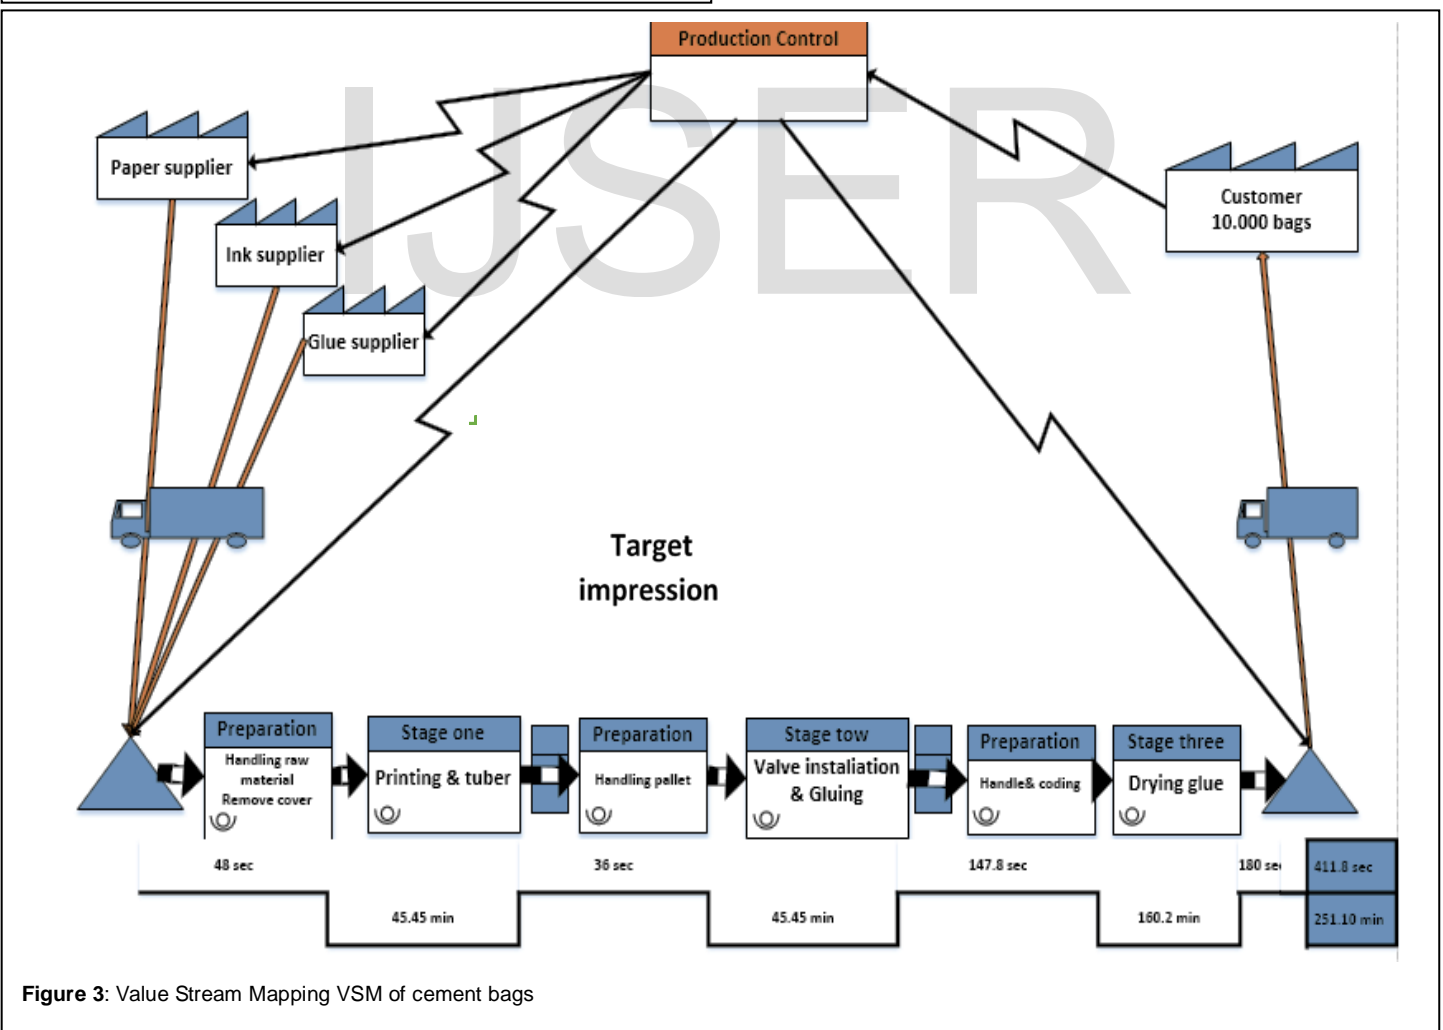 Production Control
IJSER
Paper supplier
Ink supplier
Glue supplier
Customer
10.000 bags
Target
impression
Preparation
Handling raw
material
Remove cover
Stage one
Printing & tuber
Preparation
Handling pallet
Stage tow
Valve instaliation
& Gluing
Preparation
Handle& coding
Stage three
Drying glue
48 sec
36 sec
147.8 sec
180 sec
411.8 sec
45.45 min
45.45 min
160.2 min
251.10 min
Figure 3: Value Stream Mapping VSM of cement bags